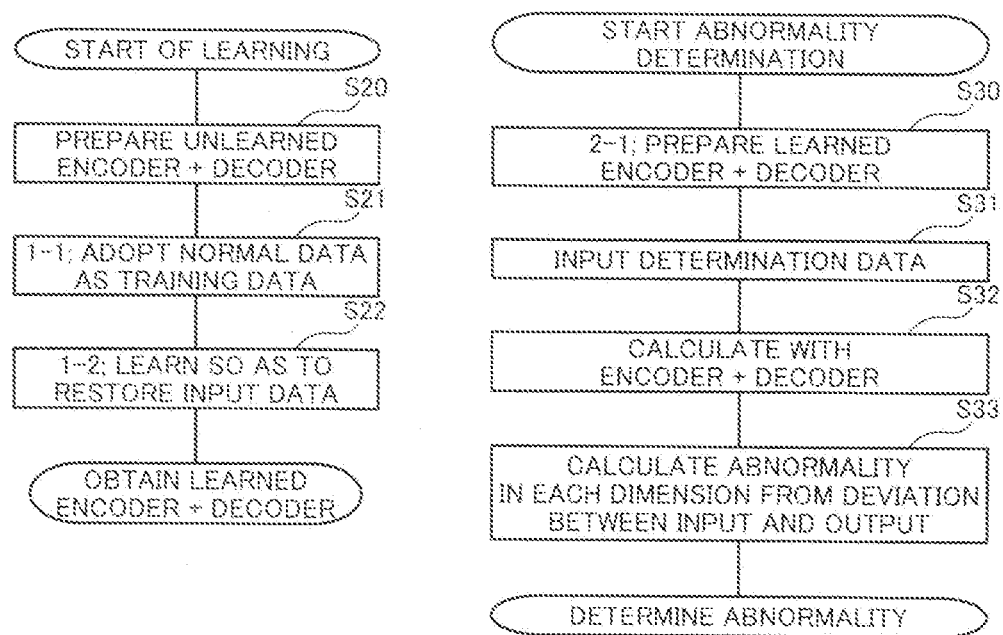 START OF LEARNING
S20
PREPARE UNLEARNED
ENCODER + DECODER
S21
1-1; ADOPT NORMAL DATA
AS TRAINING DATA
S22
1-2; LEARN SO AS TO
RESTORE INPUT DATA
OBTAIN LEARNED
ENCODER + DECODER
START ABNORMALITY
DETERMINATION
S30
2-1; PREPARE LEARNED
ENCODER + DECODER
S31
INPUT DETERMINATION DATA
S32
CALCULATE WITH
ENCODER + DECODER
S33
CALCULATE ABNORMALITY
IN EACH DIMENSION FROM DEVIATION
BETWEEN INPUT AND OUTPUT
DETERMINE ABNORMALITY